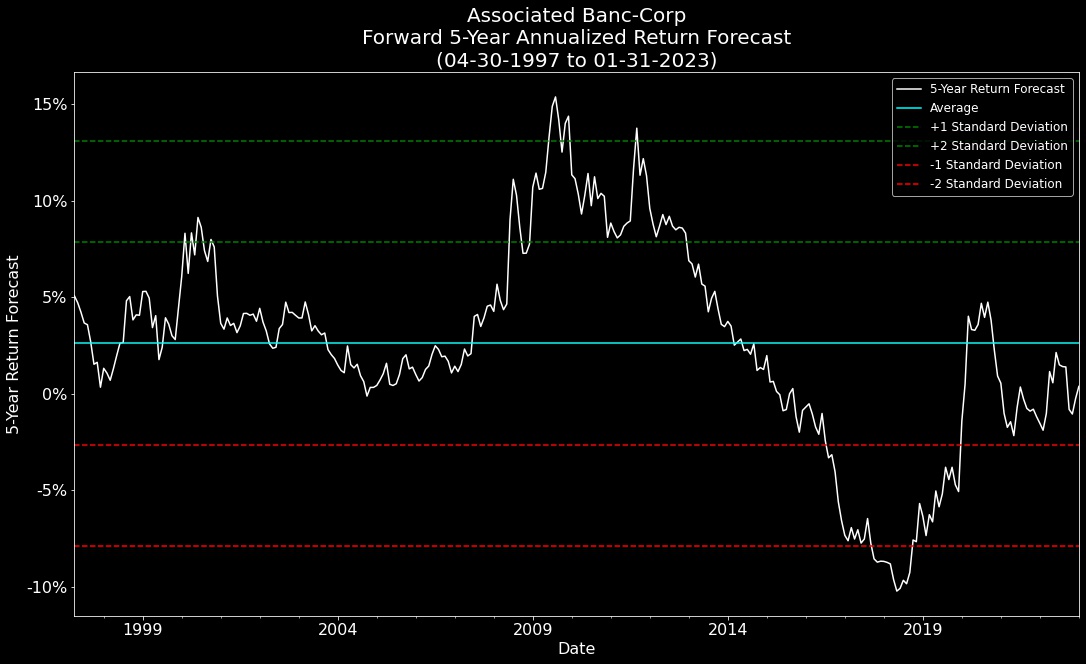 Associated Banc-Corp
Forward 5-Year Annualized Return Forecast
(04-30-1997 to 01-31-2023)
5-Year Return Forecast
Average
+1 Standard Deviation
+2 Standard Deviation
-1 Standard Deviation
-2 Standard Deviation
15%
10%
5%
0%
-5%
-10%
5-Year Return Forecast
1999
2004
2009
2014
2019
Date